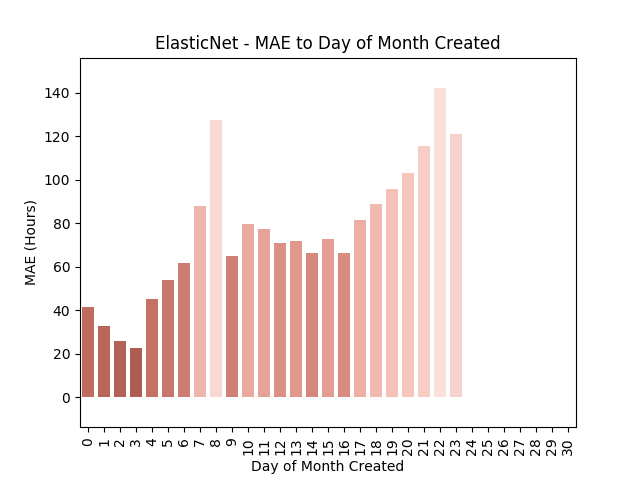 ElasticNet - MAE to Day of Month Created
MAE (Hours)
140
120
100
80
60
40
20
0
0 1 2 3 4 5 6 7 8 9 10 11 12 13 14 15 16 17 18 19 20 21 22 23 24 25 26 27 28 29 30
Day of Month Created